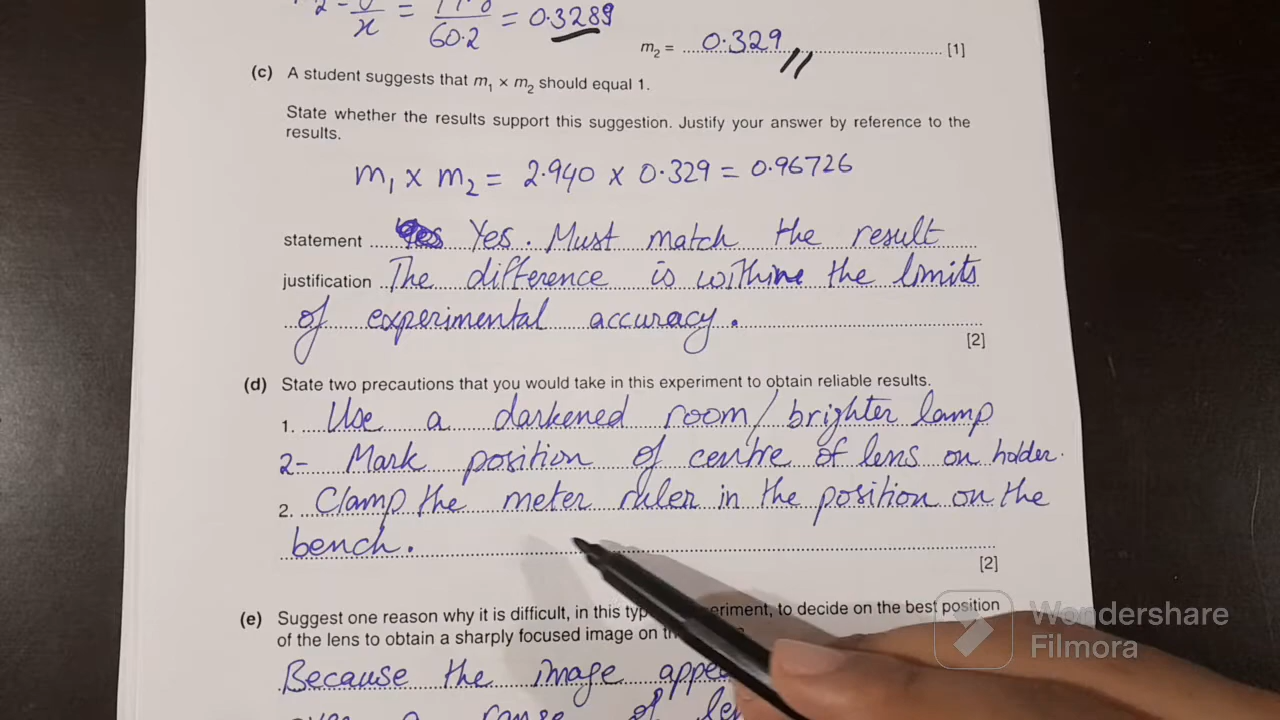 x = 60.2 = 0.3289
m₂ = 0.329 [1]
(c) A student suggests that m₁ × m₂ should equal 1.
State whether the results support this suggestion. Justify your answer by reference to the
results.
m₁ × m₂ = 2.940 × 0.329 = 0.96726
statement Yes. Must match the result
justification The difference is withine the limits
of experimental accuracy.
[2]
(d) State two precautions that you would take in this experiment to obtain reliable results.
1. Use a darkened room/brighter lamp
2- Mark position of centre of lens on holder.
2. Clamp the meter ruler in the position on the
bench.
[2]
(e) Suggest one reason why it is difficult, in this to decide on the best position
of the lens to obtain a sharply focused image on
Because the image
over a range of
Wondershare
Filmora